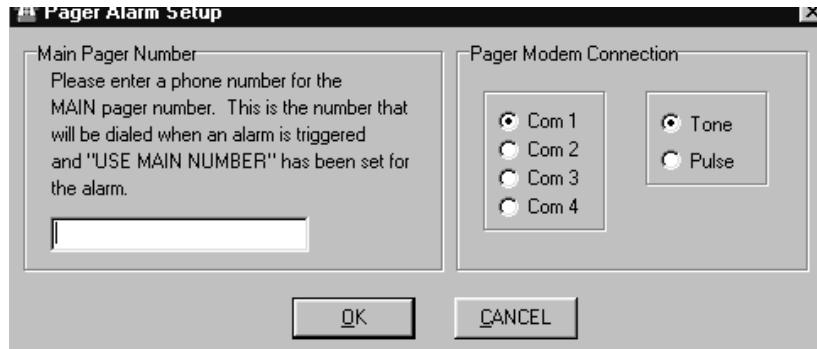 Pager Alarm Setup
Main Pager Number
Please enter a phone number for the
MAIN pager number. This is the number that
will be dialed when an alarm is triggered
and "USE MAIN NUMBER" has been set for
the alarm.
Pager Modem Connection
Com 1
Com 2
Com 3
Com 4
Tone
Pulse
OK
CANCEL